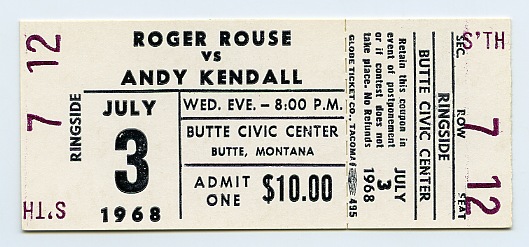 12
7
S'TH
RINGSIDE
ROGER ROUSE
VS
ANDY KENDALL
JULY
3
1968
WED. EVE. – 8:00 P.M.
BUTTE CIVIC CENTER
BUTTE, MONTANA
ADMIT
ONE
$10.00
GLOBE TICKET CO., TACOMA 495
Retain this coupon in
event of postponement
or if contest does not
take place. No Refunds
JULY
3
1968
BUTTE CIVIC CENTER
RINGSIDE
SEC.
S'TH
ROW
7
SEAT
12